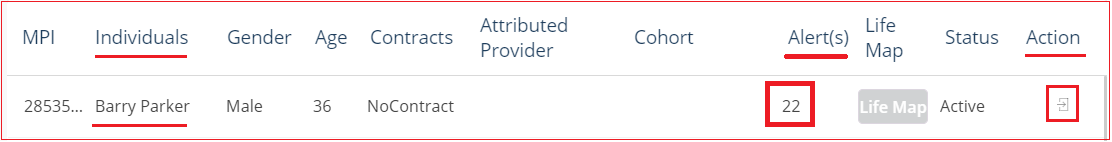 MPI Individuals Gender Age Contracts Attributed Provider Cohort Alert(s) Life Map Status Action
28535... Barry Parker Male 36 NoContract 22 Life Map Active